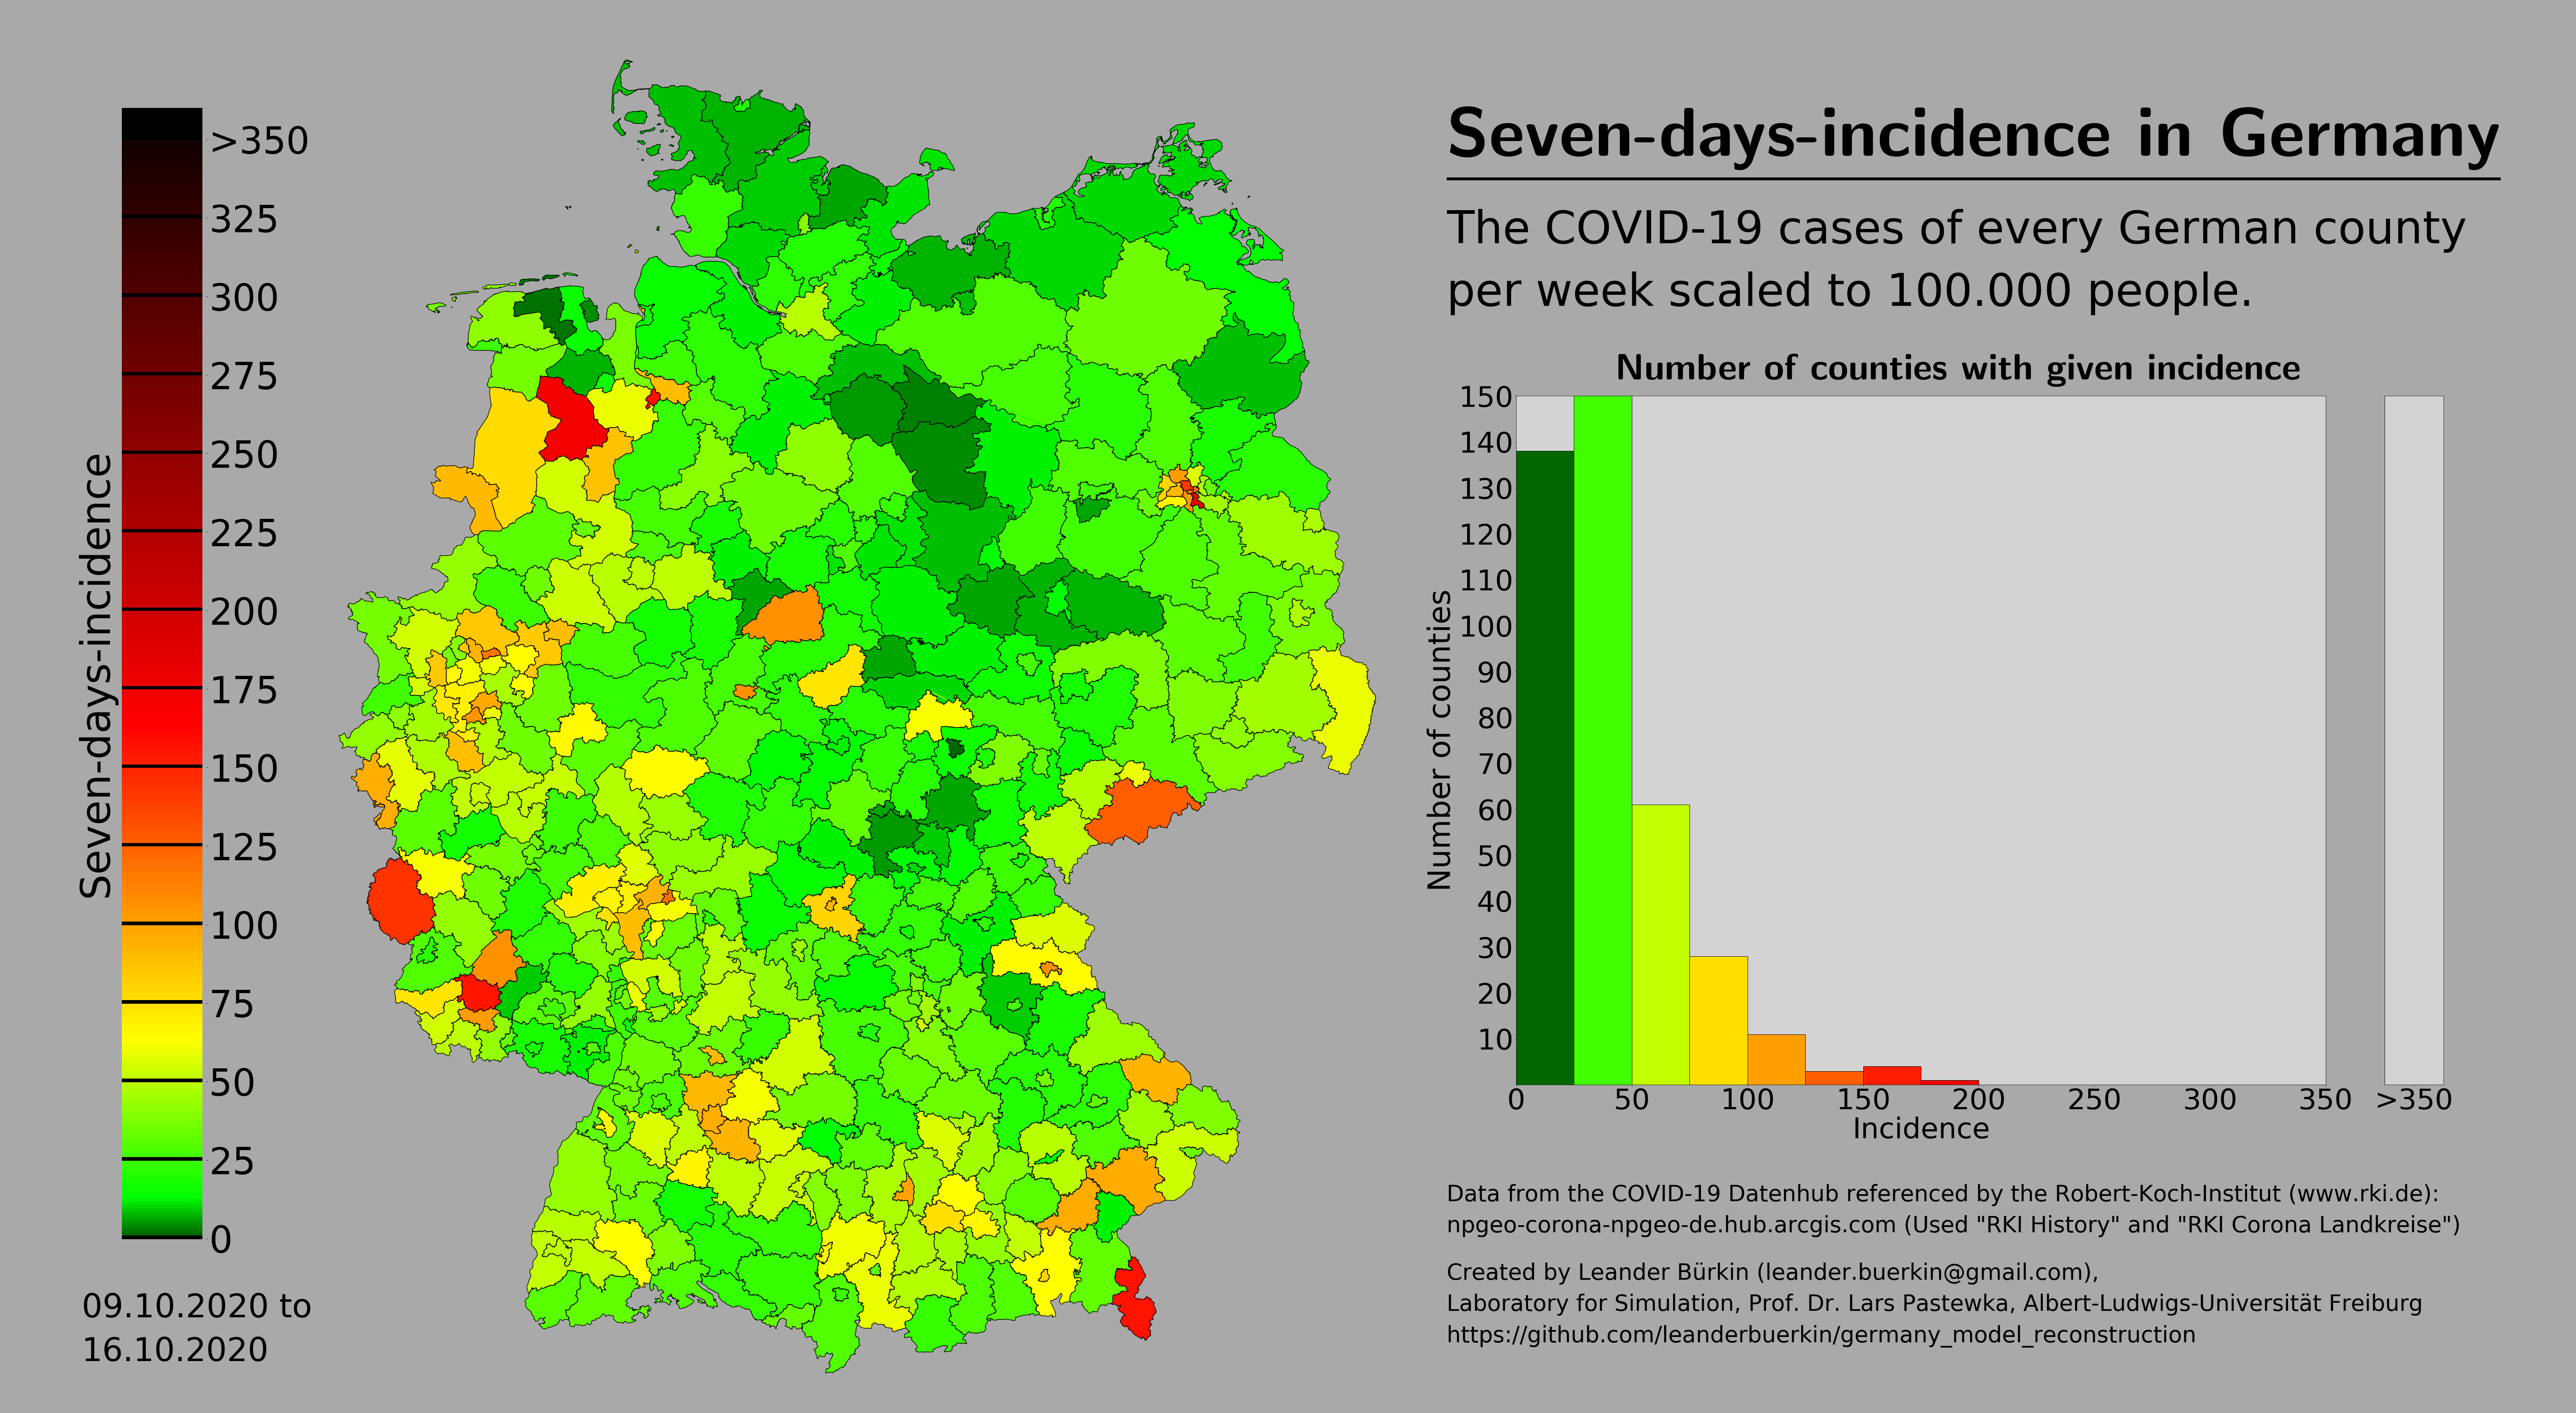 Seven-days-incidence
>350
325
300
275
250
225
200
175
150
125
100
75
50
25
0
09.10.2020 to
16.10.2020
Seven-days-incidence in Germany
The COVID-19 cases of every German county
per week scaled to 100.000 people.
Number of counties with given incidence
Number of counties
150
140
130
120
110
100
90
80
70
60
50
40
30
20
10
0 50 100 150 200 250 300 350 >350
Incidence
Data from the COVID-19 Datenhub referenced by the Robert-Koch-Institut (www.rki.de):
npgeo-corona-npgeo-de.hub.arcgis.com (Used "RKI History" and "RKI Corona Landkreise")
Created by Leander Bürkin (leander.buerkin@gmail.com),
Laboratory for Simulation, Prof. Dr. Lars Pastewka, Albert-Ludwigs-Universität Freiburg
https://github.com/leanderbuerkin/germany_model_reconstruction